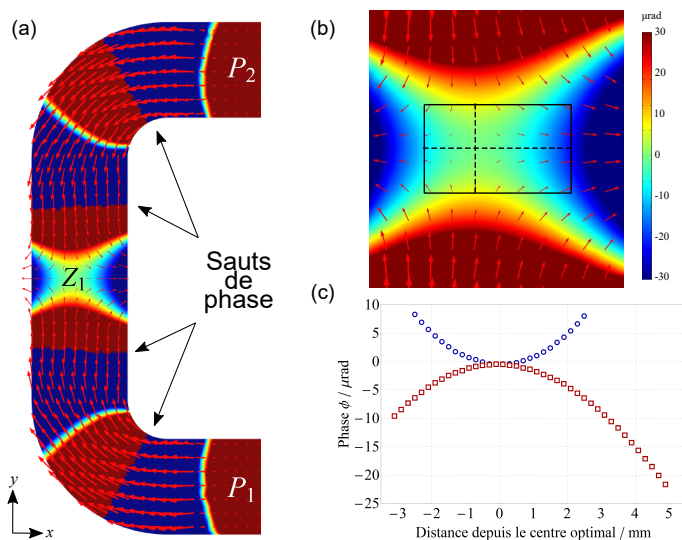 (a)
P2
Z1
Sauts
de
phase
P1
y
x
(b)
μrad
30
20
10
0
-10
-20
-30
(c)
10
5
0
−5
−10
−15
−20
−25
Phase ϕ / μrad
−3 −2 −1 0 1 2 3 4 5
Distance depuis le centre optimal / mm